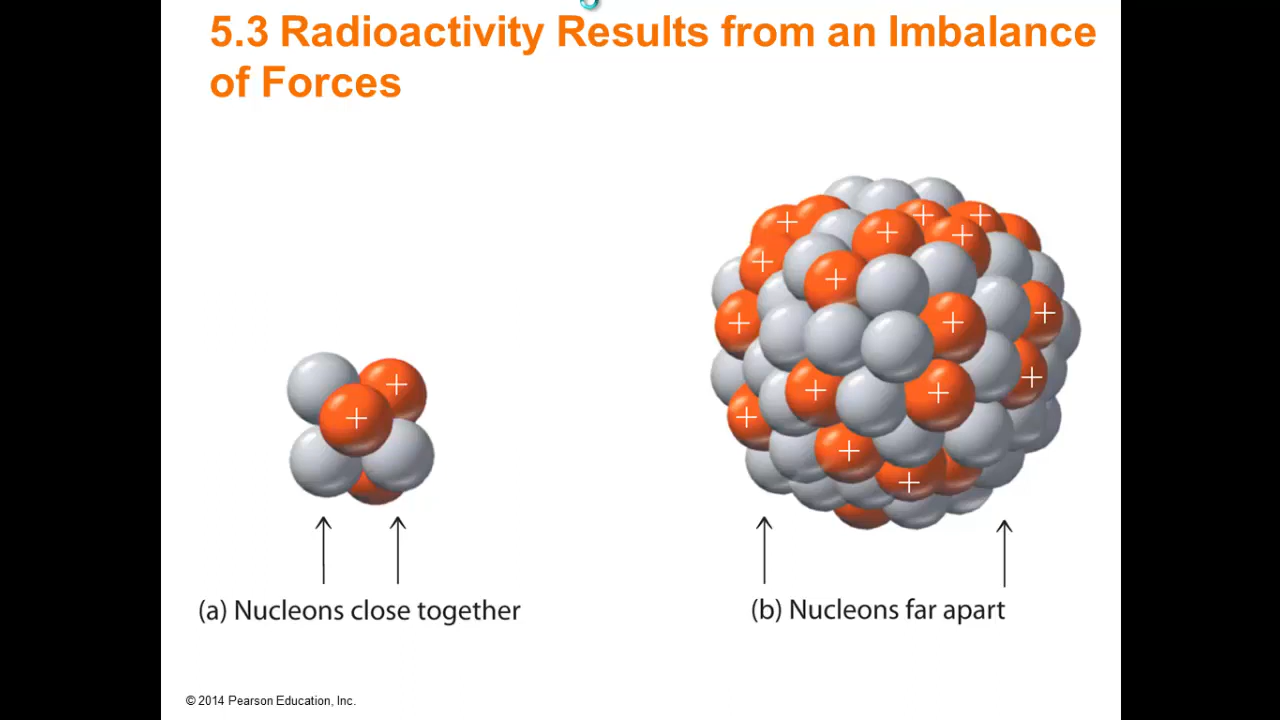 5.3 Radioactivity Results from an Imbalance
of Forces
+ +
+ + + + + + + + + + + + + + + +
(a) Nucleons close together
(b) Nucleons far apart
© 2014 Pearson Education, Inc.